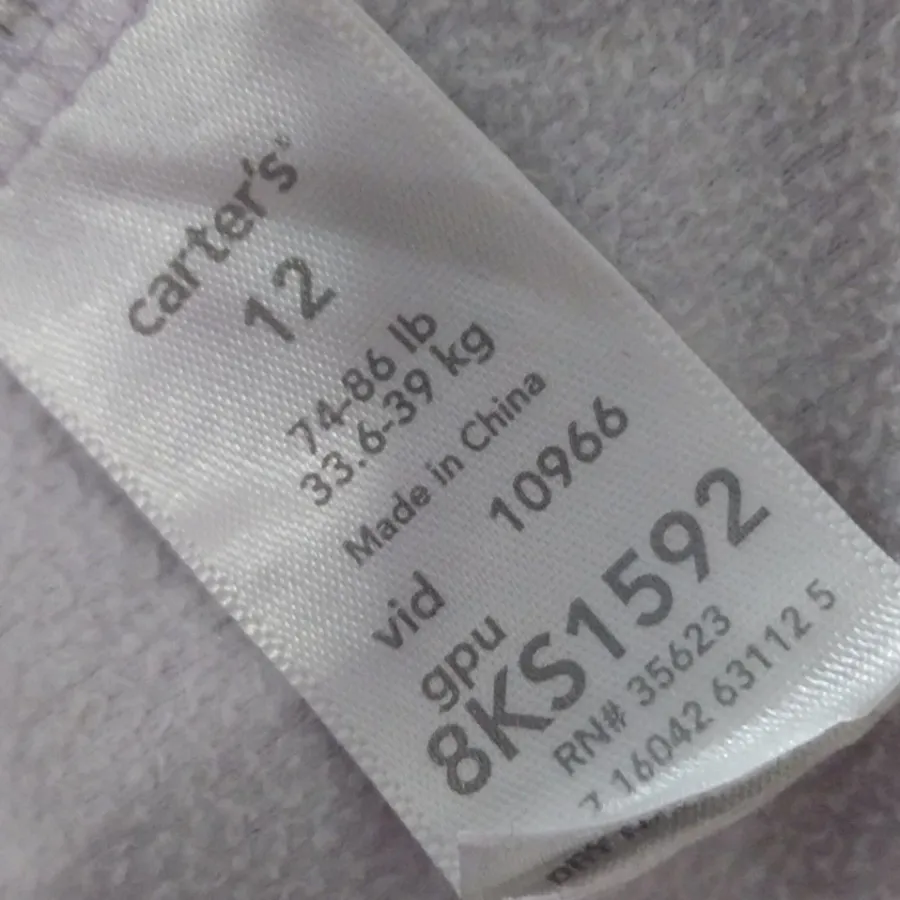 carter's
12
74-86 lb
33.6-39 kg
Made in China
vid 10966
gpu
8KS1592
RN# 35623
7 16042 63112 5